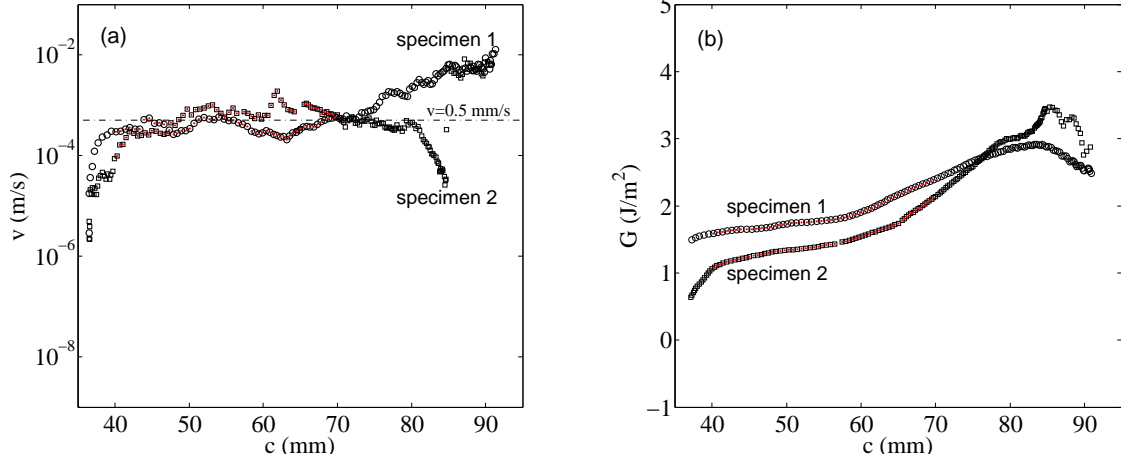 (a)
specimen 1
v=0.5 mm/s
specimen 2
10⁻²
10⁻⁴
10⁻⁶
10⁻⁸
v (m/s)
40 50 60 70 80 90
c (mm)
(b)
specimen 1
specimen 2
5
4
3
2
1
0
−1
G (J/m²)
40 50 60 70 80 90
c (mm)